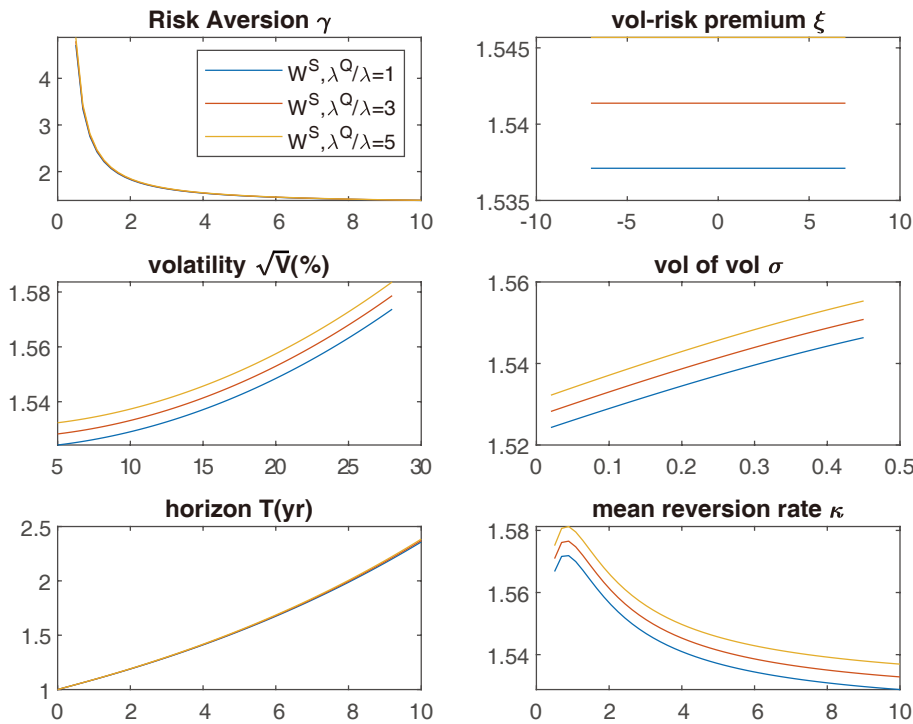 Risk Aversion γ
4
3
2
0 2 4 6 8 10
W^S,λ^Q/λ=1
W^S,λ^Q/λ=3
W^S,λ^Q/λ=5
vol-risk premium ξ
1.545
1.54
1.535
-10 -5 0 5 10
volatility √V(%)
1.58
1.56
1.54
5 10 15 20 25 30
vol of vol σ
1.56
1.54
1.52
0 0.1 0.2 0.3 0.4 0.5
horizon T(yr)
2.5
2
1.5
1
0 2 4 6 8 10
mean reversion rate κ
1.58
1.56
1.54
0 2 4 6 8 10